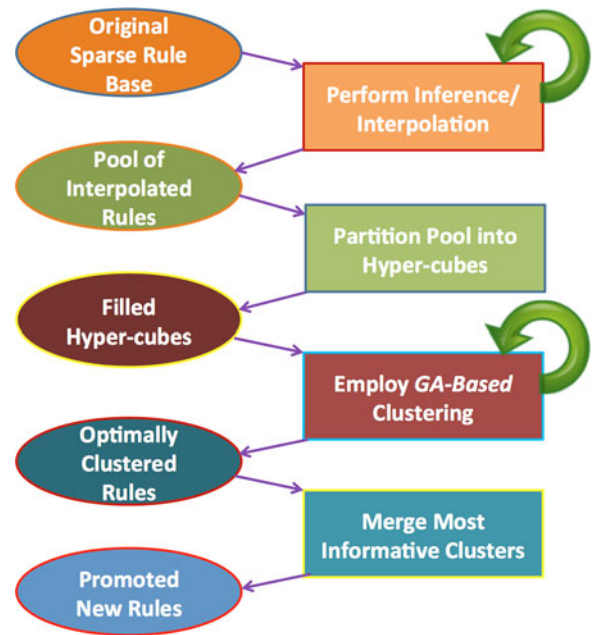 Original
Sparse Rule
Base
Perform Inference/
Interpolation
Pool of
Interpolated
Rules
Partition Pool into
Hyper-cubes
Filled
Hyper-cubes
Employ GA-Based
Clustering
Optimally
Clustered
Rules
Merge Most
Informative Clusters
Promoted
New Rules